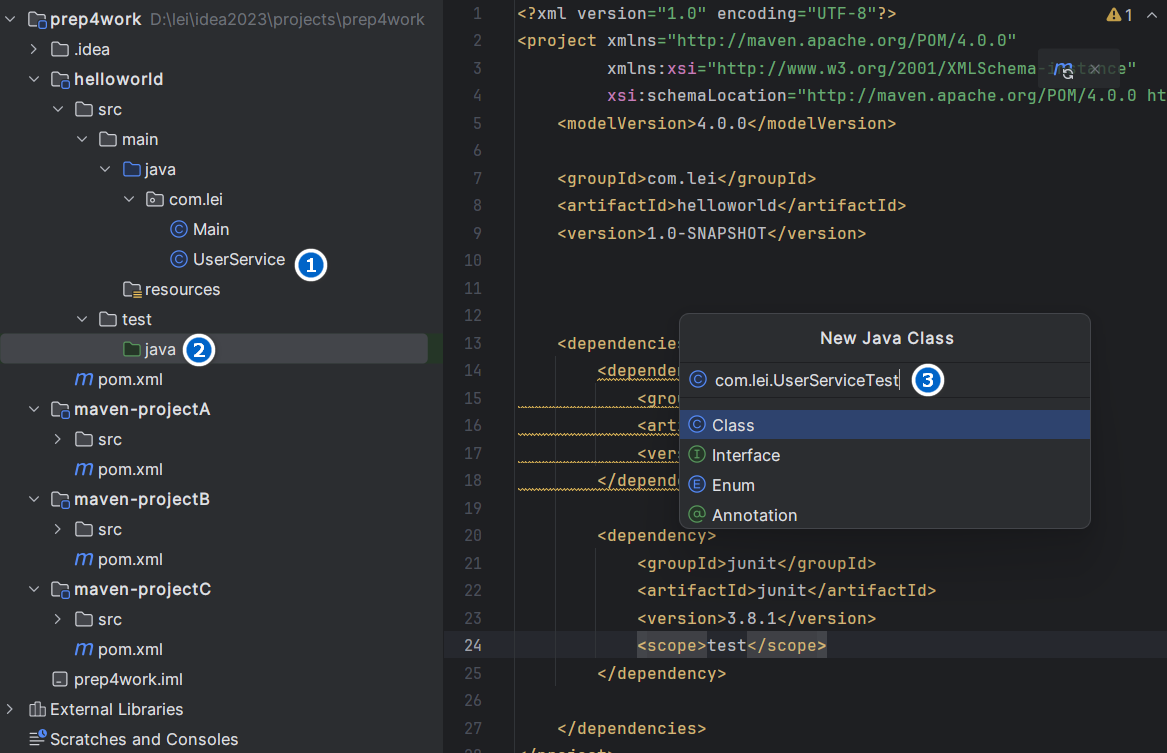 prep4work D:\lei\idea2023\projects\prep4work
.idea
helloworld
src
main
java
com.lei
Main
UserService 1
resources
test
java 2
pom.xml
maven-projectA
src
pom.xml
maven-projectB
src
pom.xml
maven-projectC
src
pom.xml
prep4work.iml
External Libraries
Scratches and Consoles
1 <?xml version="1.0" encoding="UTF-8"?>
2 <project xmlns="http://maven.apache.org/POM/4.0.0"
3 xmlns:xsi="http://www.w3.org/2001/XMLSchema-instance"
4 xsi:schemaLocation="http://maven.apache.org/POM/4.0.0 ht
5 <modelVersion>4.0.0</modelVersion>
6
7 <groupId>com.lei</groupId>
8 <artifactId>helloworld</artifactId>
9 <version>1.0-SNAPSHOT</version>
10
11
12
13 <dependencies
14 <depende
15 <gro
16 <art
17 <ver
18 </depend
19
20 <dependency>
21 <groupId>junit</groupId>
22 <artifactId>junit</artifactId>
23 <version>3.8.1</version>
24 <scope>test</scope>
25 </dependency>
26
27 </dependencies>
28 </project>
1
New Java Class
com.lei.UserServiceTest 3
Class
Interface
Enum
Annotation